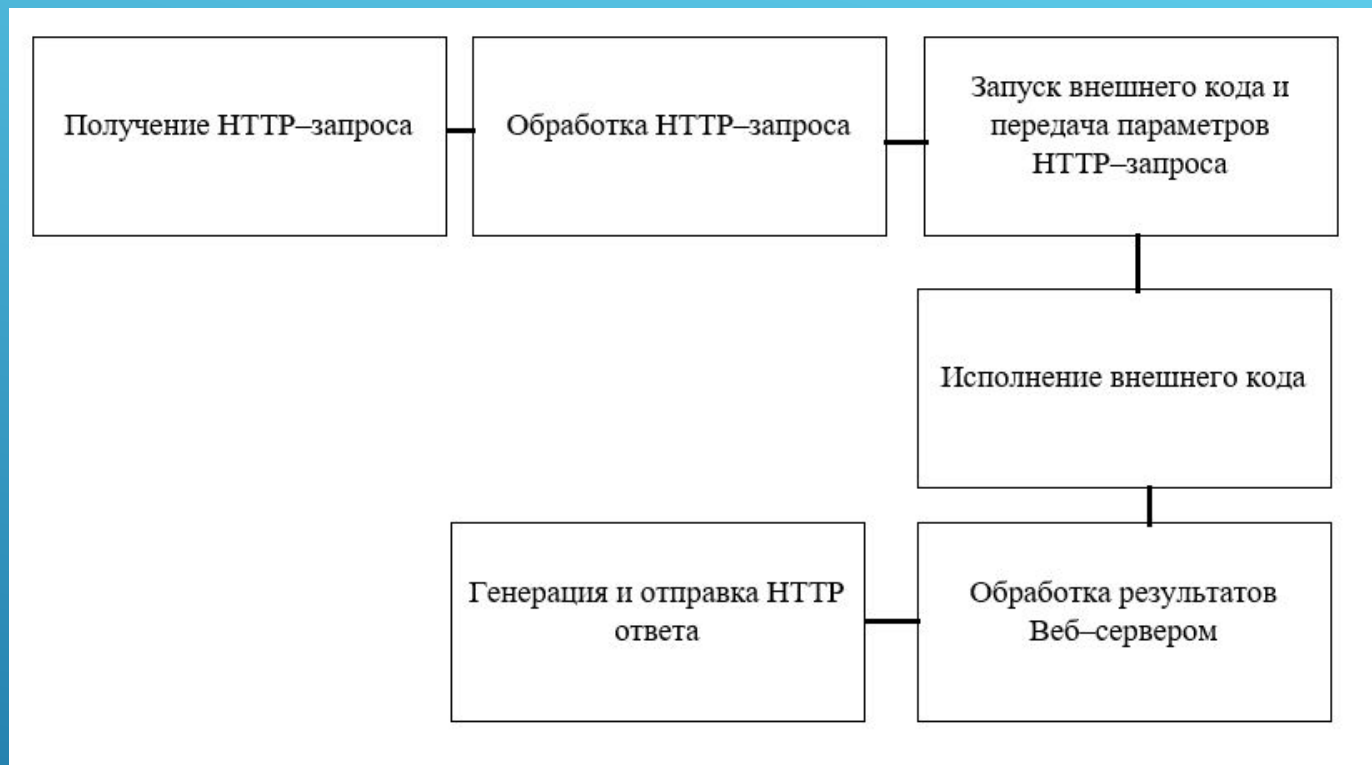 Получение HTTP–запроса
Обработка HTTP–запроса
Запуск внешнего кода и
передача параметров
HTTP–запроса
Исполнение внешнего кода
Обработка результатов
Веб–сервером
Генерация и отправка HTTP
ответа